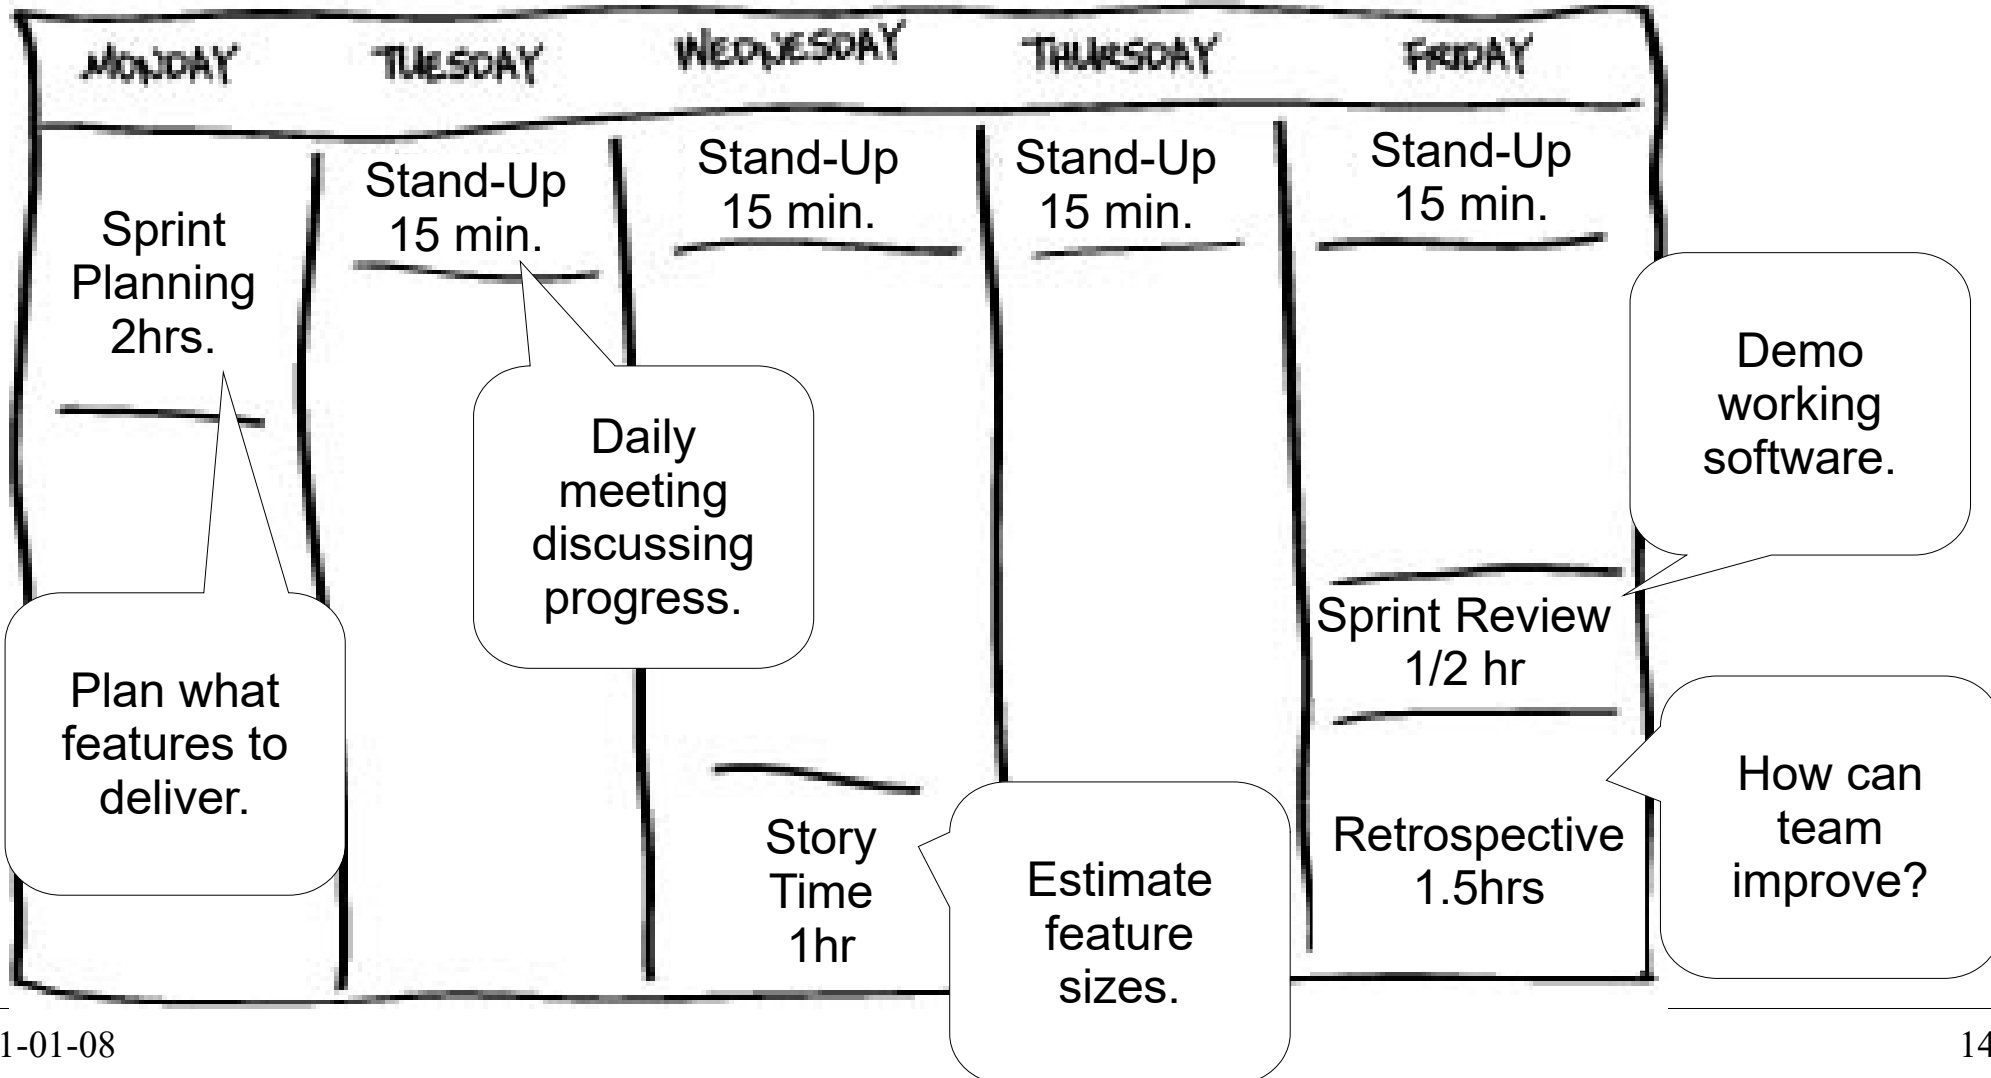 MONDAY TUESDAY WEDNESDAY THURSDAY FRIDAY
Sprint
Planning
2hrs.
Plan what
features to
deliver.
Stand-Up
15 min.
Daily
meeting
discussing
progress.
Stand-Up
15 min.
Story
Time
1hr
Estimate
feature
sizes.
Stand-Up
15 min.
Stand-Up
15 min.
Demo
working
software.
Sprint Review
1/2 hr
Retrospective
1.5hrs
How can
team
improve?
1-01-08
14